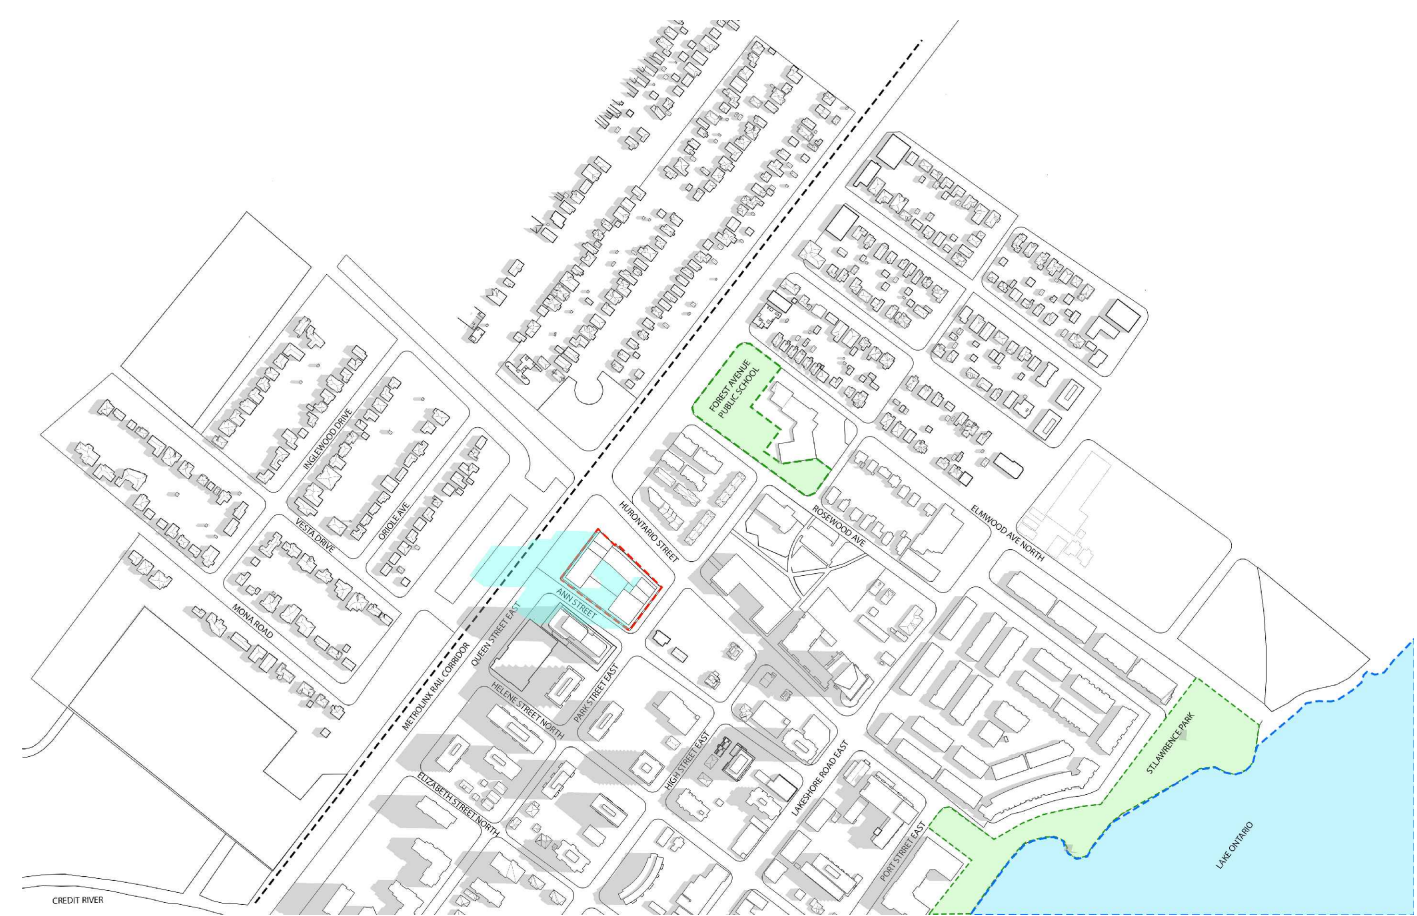 FOREST AVENUE
PUBLIC SCHOOL
INGLEWOOD DRIVE
VESTA DRIVE
ORIOLE AVE
HURONTARIO STREET
ROSEWOOD AVE
ELMWOOD AVE NORTH
MONA ROAD
ANN STREET
QUEEN STREET EAST
METROLINX RAIL CORRIDOR
HELENE STREET NORTH
PARK STREET EAST
ELIZABETH STREET NORTH
HIGH STREET EAST
LAKESHORE ROAD EAST
PORT STRRET EAST
ST.LAWRENCE PARK
LAKE ONTARIO
CREDIT RIVER